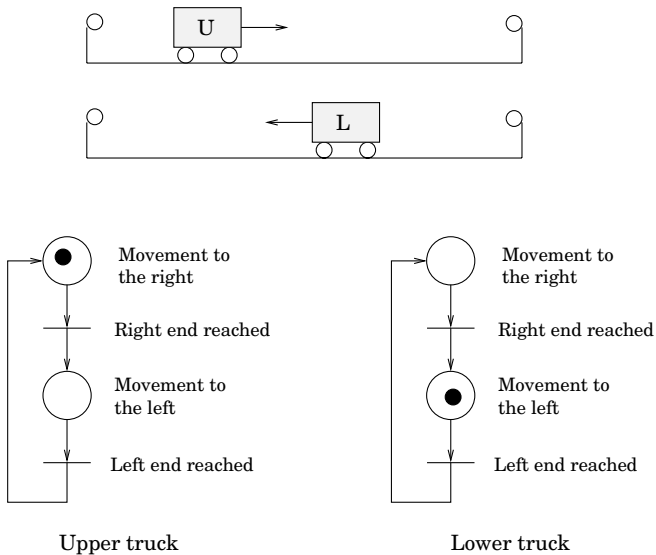 U
L
Movement to
the right
Right end reached
Movement to
the left
Left end reached
Upper truck
Movement to
the right
Right end reached
Movement to
the left
Left end reached
Lower truck